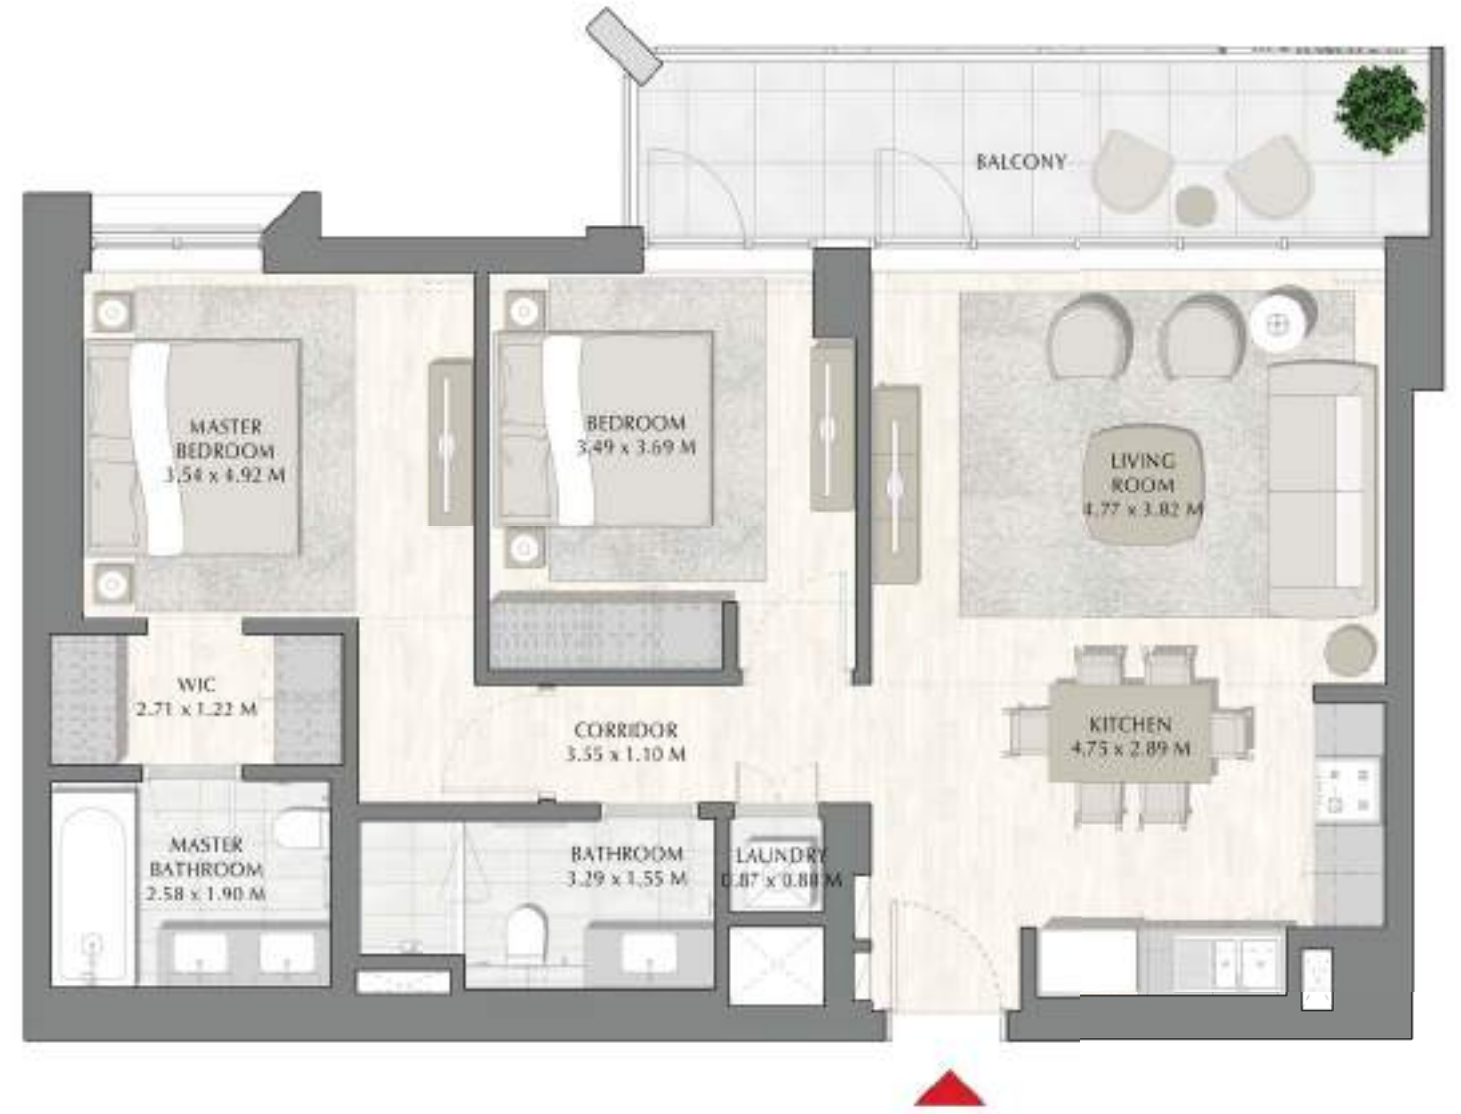 BALCONY
MASTER
BEDROOM
3.54 x 4.92 M
BEDROOM
3.49 x 3.69 M
LIVING
ROOM
4.77 x 3.82 M
WIC
2.71 x 1.22 M
CORRIDOR
3.55 x 1.10 M
KITCHEN
4.75 x 2.89 M
MASTER
BATHROOM
2.58 x 1.90 M
BATHROOM
3.29 x 1.55 M
LAUNDRY
0.87 x 0.88 M